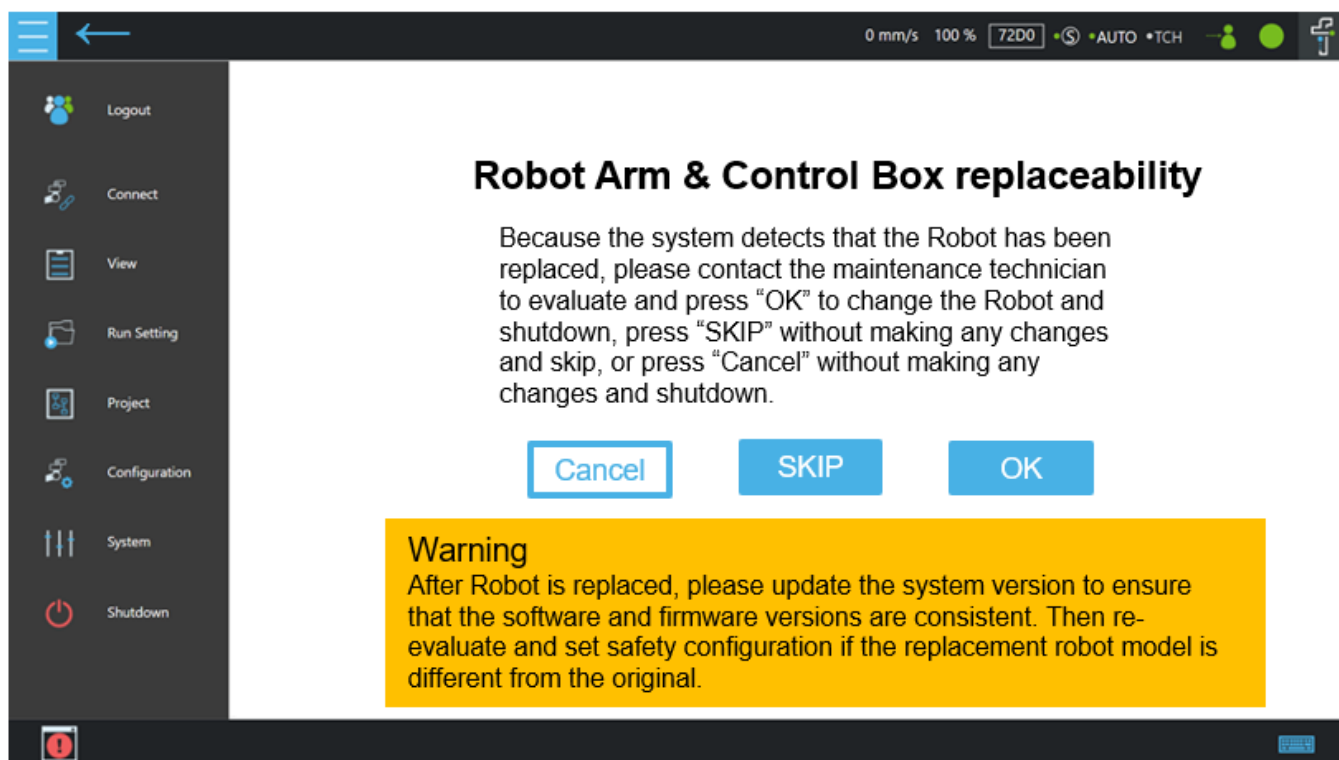 0 mm/s 100 % 72D0 •Ⓢ •AUTO •TCH
Logout
Connect
View
Run Setting
Project
Configuration
System
Shutdown
Robot Arm & Control Box replaceability
Because the system detects that the Robot has been
replaced, please contact the maintenance technician
to evaluate and press “OK” to change the Robot and
shutdown, press “SKIP” without making any changes
and skip, or press “Cancel” without making any
changes and shutdown.
Cancel SKIP OK
Warning
After Robot is replaced, please update the system version to ensure
that the software and firmware versions are consistent. Then re-
evaluate and set safety configuration if the replacement robot model is
different from the original.